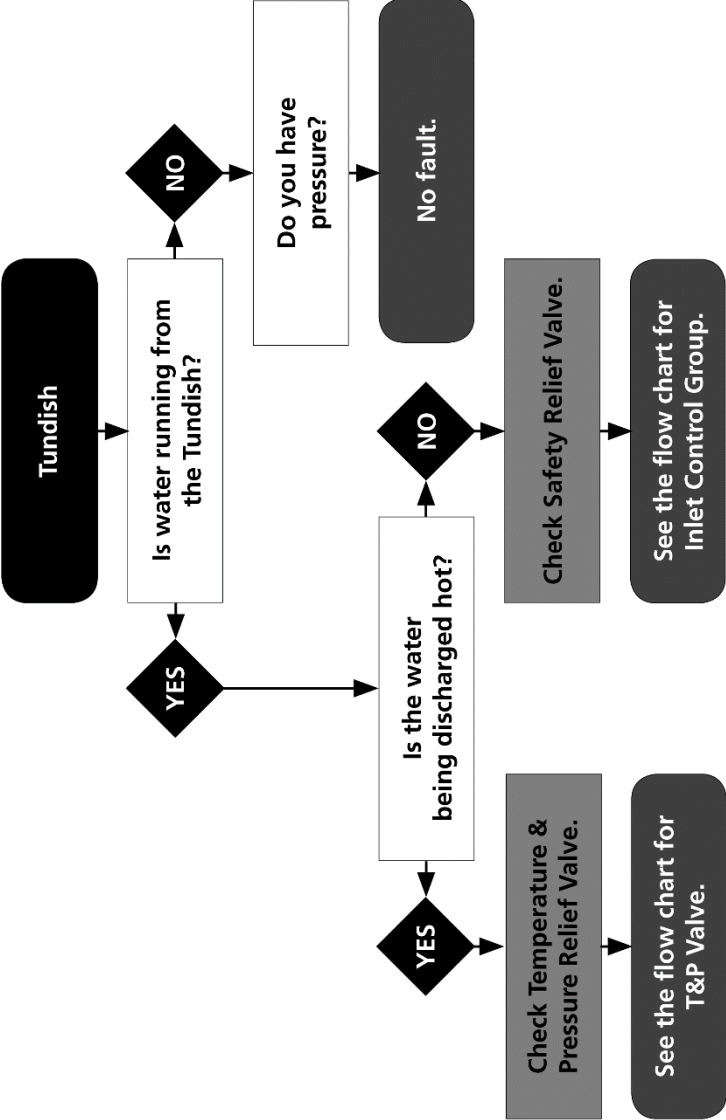 Tundish
Is water running from
the Tundish?
YES
NO
Do you have
pressure?
No fault.
Is the water
being discharged hot?
YES
NO
Check Temperature &
Pressure Relief Valve.
Check Safety Relief Valve.
See the flow chart for
T&P Valve.
See the flow chart for
Inlet Control Group.